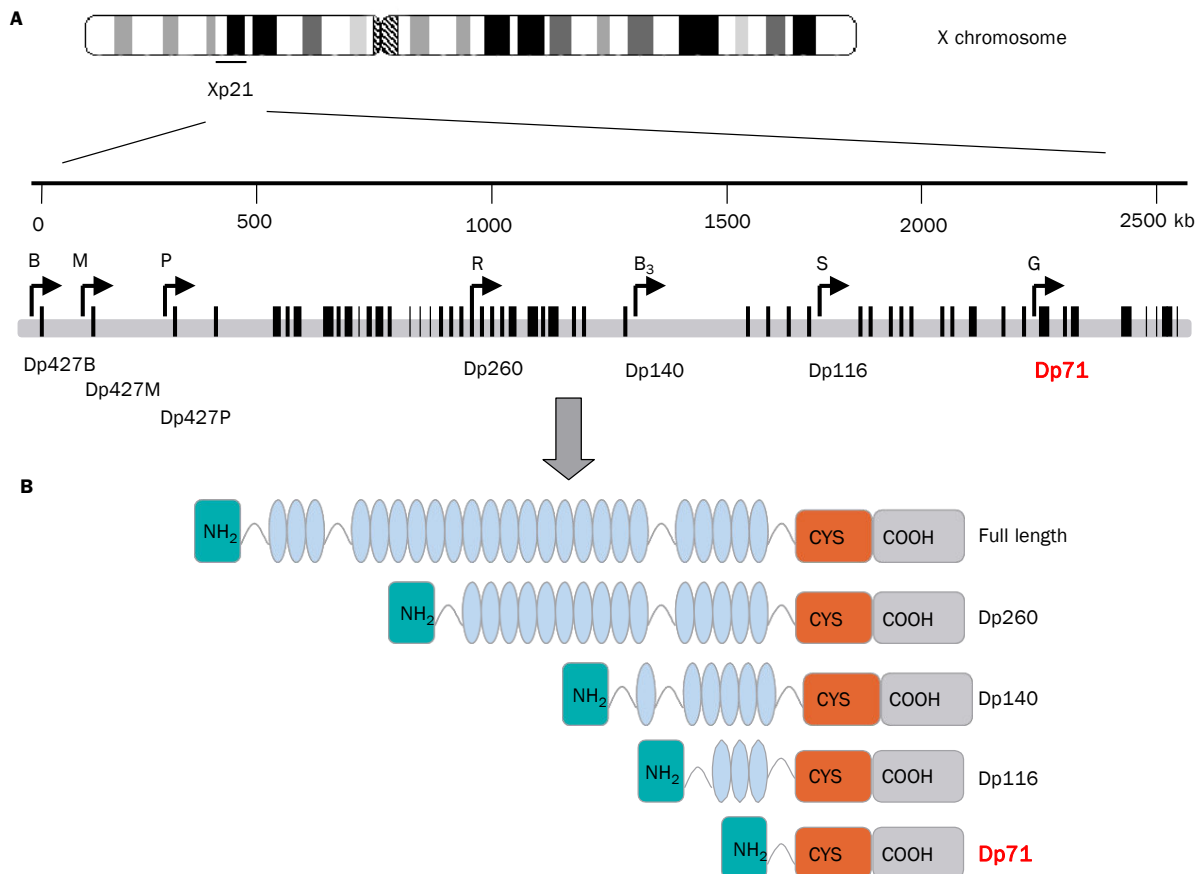 A
X chromosome
Xp21
0 500 1000 1500 2000 2500 kb
B M P R B₃ S G
Dp427B Dp260 Dp140 Dp116 Dp71
Dp427M
Dp427P
B
NH₂ CYS COOH Full length
NH₂ CYS COOH Dp260
NH₂ CYS COOH Dp140
NH₂ CYS COOH Dp116
NH₂ CYS COOH Dp71